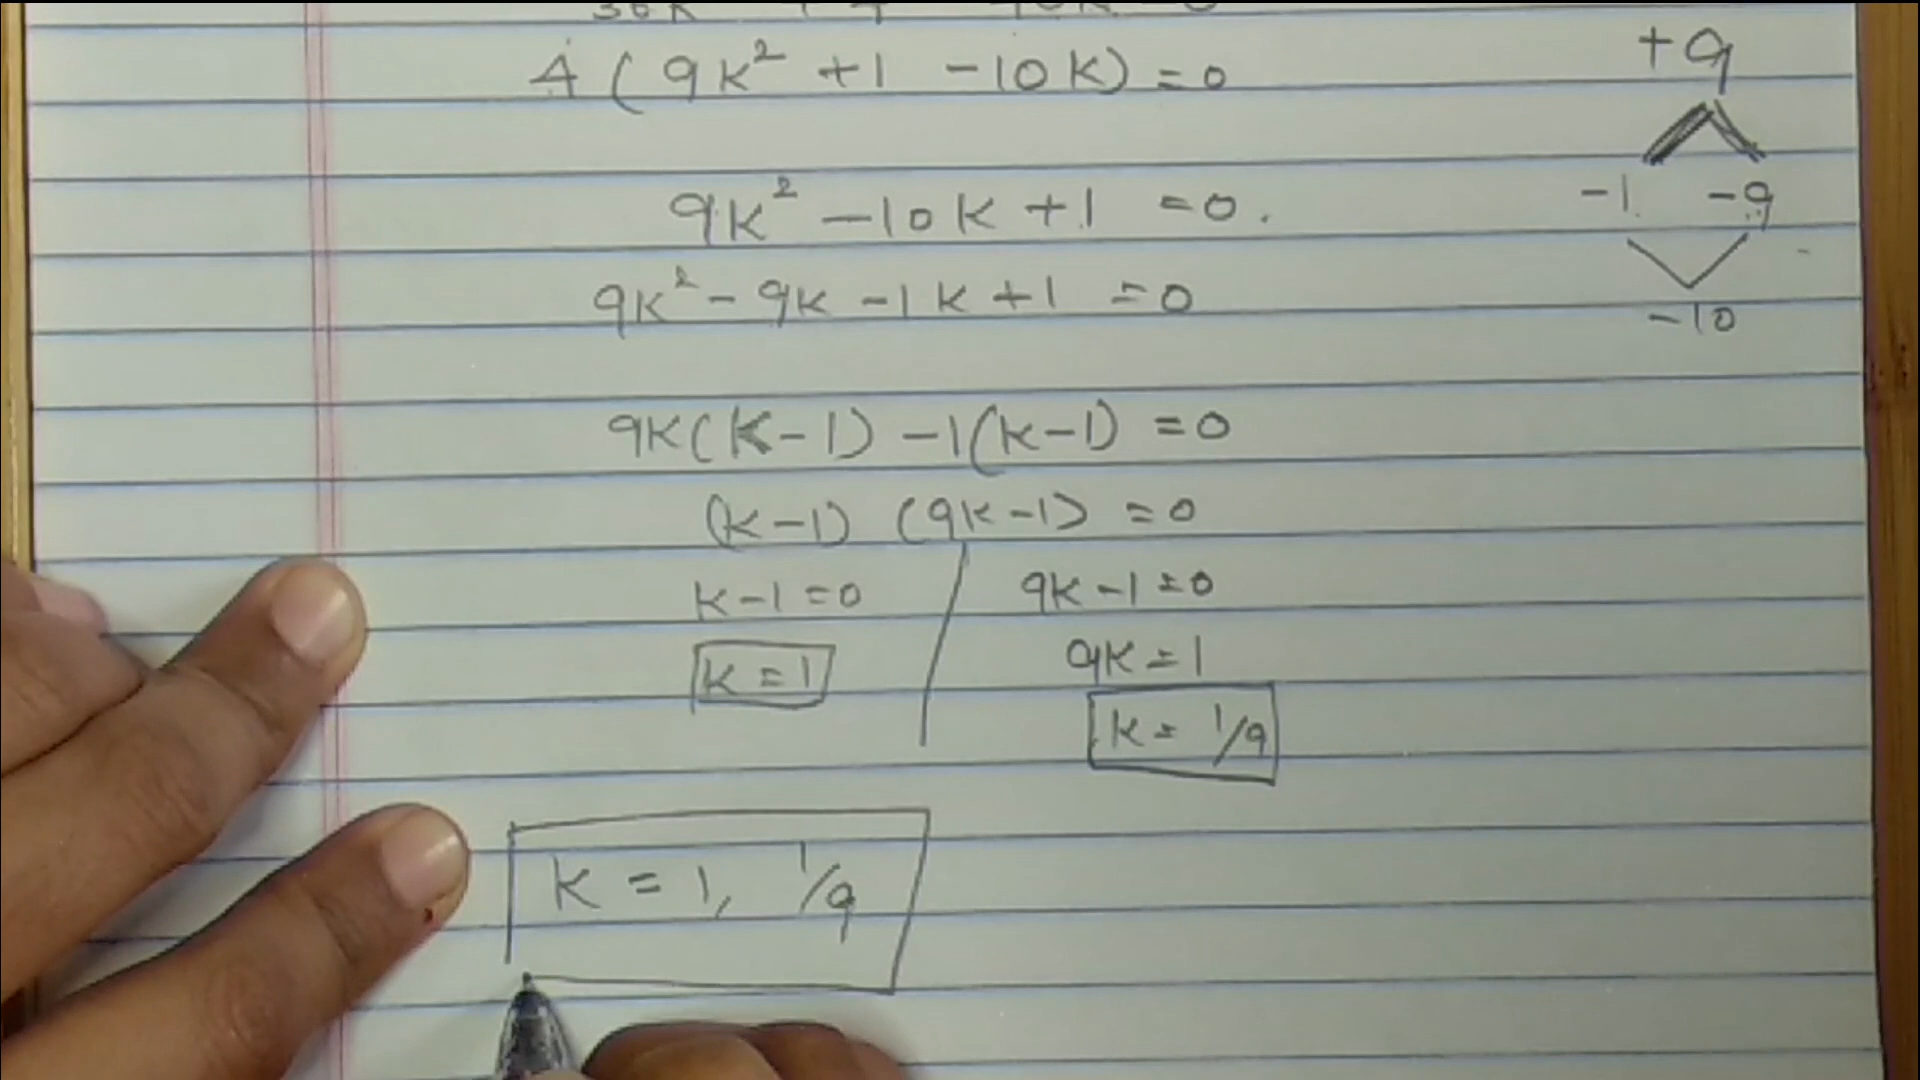 4 ( 9k² + 1 - 10k) = 0
9k² - 10k + 1 = 0.
9k² - 9k - 1k + 1 = 0
9k(k - 1) - 1(k - 1) = 0
(k - 1) (9k - 1) = 0
k - 1 = 0
k = 1
9k - 1 = 0
9k = 1
k = 1/9
k = 1, 1/9
+9
-1 -9
-10